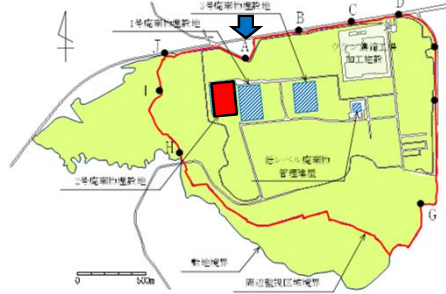 3号廃棄物埋設地
1号廃棄物埋設地
A
B
C
D
ウラン濃縮工場
加工施設
J
I
H
G
低レベル廃棄物
管理建屋
2号廃棄物埋設地
敷地境界
周辺監視区域境界
0
500m